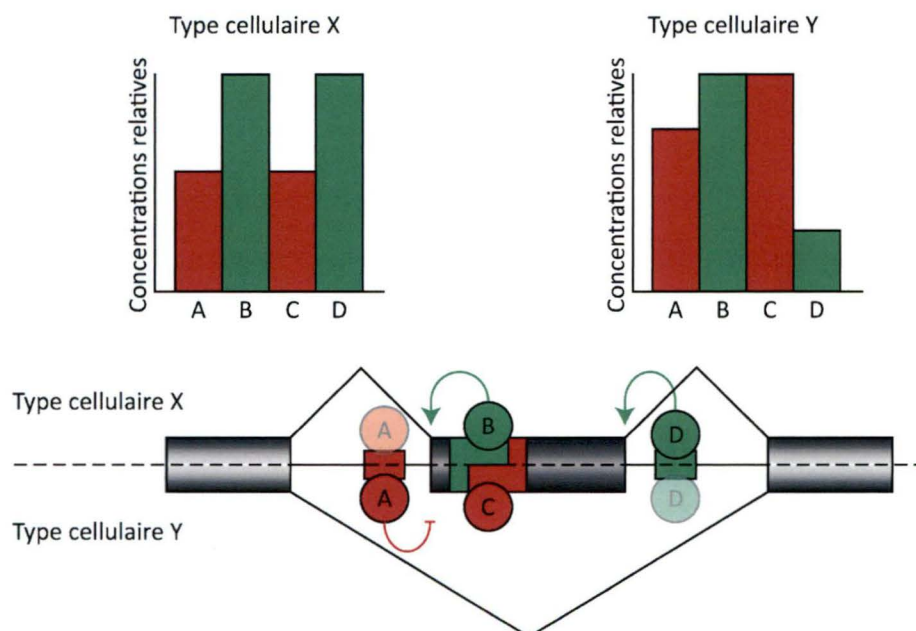 Type cellulaire X
Type cellulaire Y
Concentrations relatives
A B C D
Concentrations relatives
A B C D
Type cellulaire X
A
B
D
A
C
D
Type cellulaire Y